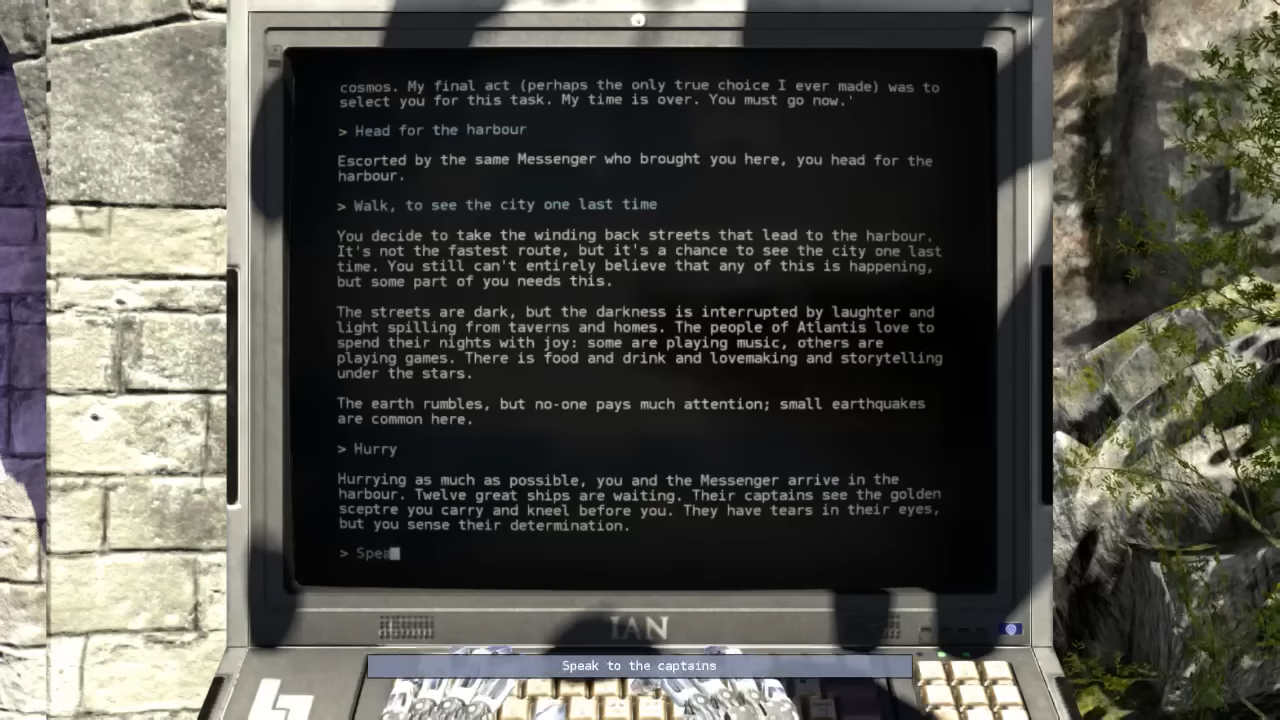 cosmos. My final act (perhaps the only true choice I ever made) was to
select you for this task. My time is over. You must go now.'
> Head for the harbour
Escorted by the same Messenger who brought you here, you head for the
harbour.
> Walk, to see the city one last time
You decide to take the winding back streets that lead to the harbour.
It's not the fastest route, but it's a chance to see the city one last
time. You still can't entirely believe that any of this is happening,
but some part of you needs this.
The streets are dark, but the darkness is interrupted by laughter and
light spilling from taverns and homes. The people of Atlantis love to
spend their nights with joy: some are playing music, others are
playing games. There is food and drink and lovemaking and storytelling
under the stars.
The earth rumbles, but no-one pays much attention; small earthquakes
are common here.
> Hurry
Hurrying as much as possible, you and the Messenger arrive in the
harbour. Twelve great ships are waiting. Their captains see the golden
sceptre you carry and kneel before you. They have tears in their eyes,
but you sense their determination.
> Spea
IAN
Speak to the captains